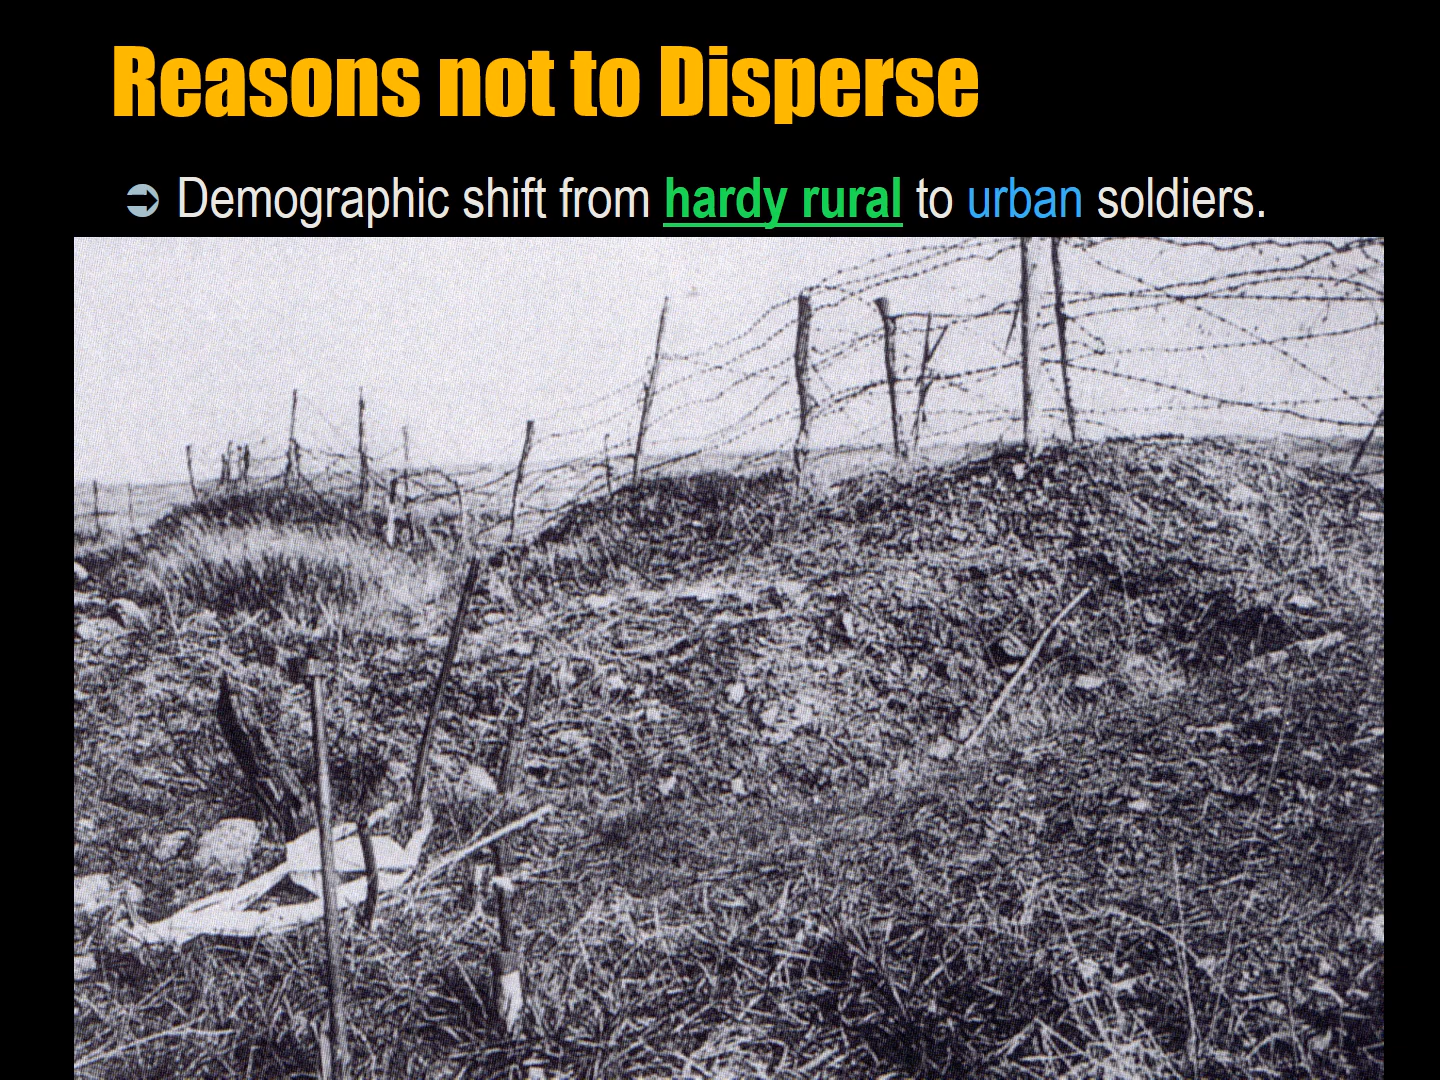 Reasons not to Disperse
➲ Demographic shift from hardy rural to urban soldiers.